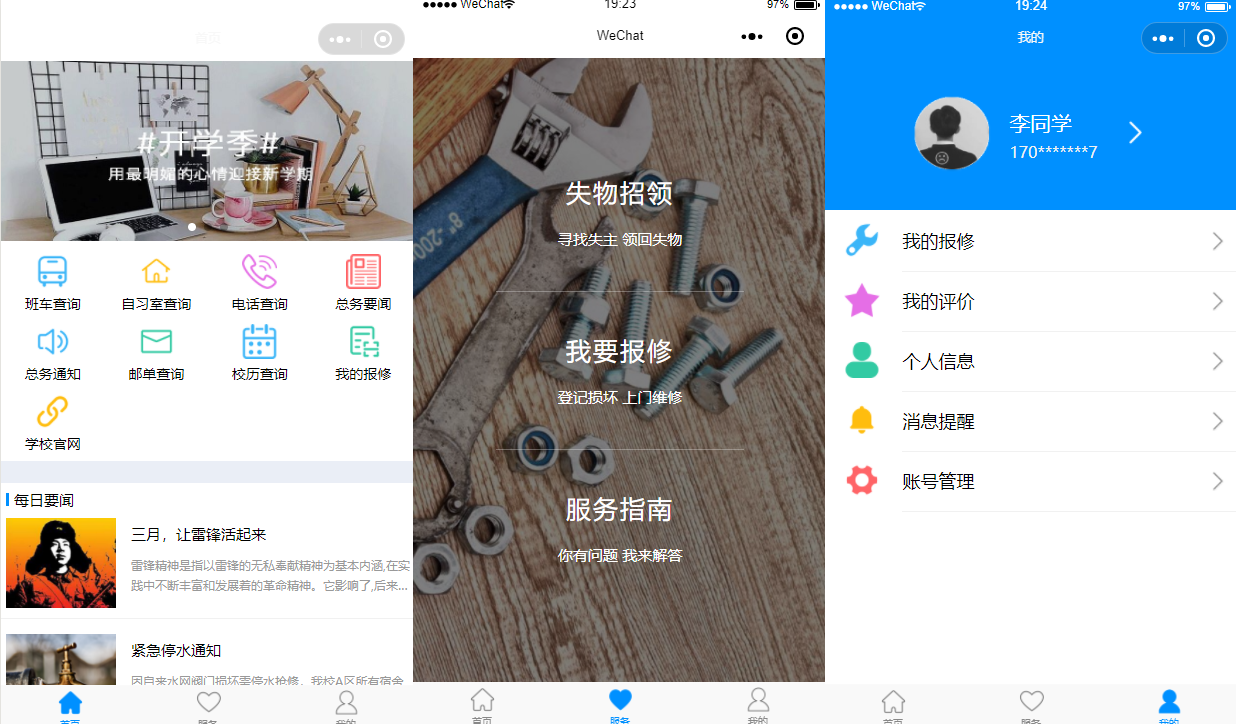 首页
#开学季#
用最明媚的心情迎接新学期
班车查询
自习室查询
电话查询
总务要闻
总务通知
邮单查询
校历查询
我的报修
学校官网
每日要闻
三月，让雷锋活起来
雷锋精神是指以雷锋的无私奉献精神为基本内涵,在实
践中不断丰富和发展着的革命精神。它影响了,后来...
紧急停水通知
因自来水网阀门损坏需停水抢修，我校A区所有宿舍
首页
服务
我的
WeChat
19:23
97%
WeChat
8"-200
失物招领
寻找失主 领回失物
我要报修
登记损坏 上门维修
服务指南
你有问题 我来解答
首页
服务
我的
WeChat
19:24
97%
我的
李同学
170*******7
我的报修
我的评价
个人信息
消息提醒
账号管理
首页
服务
我的